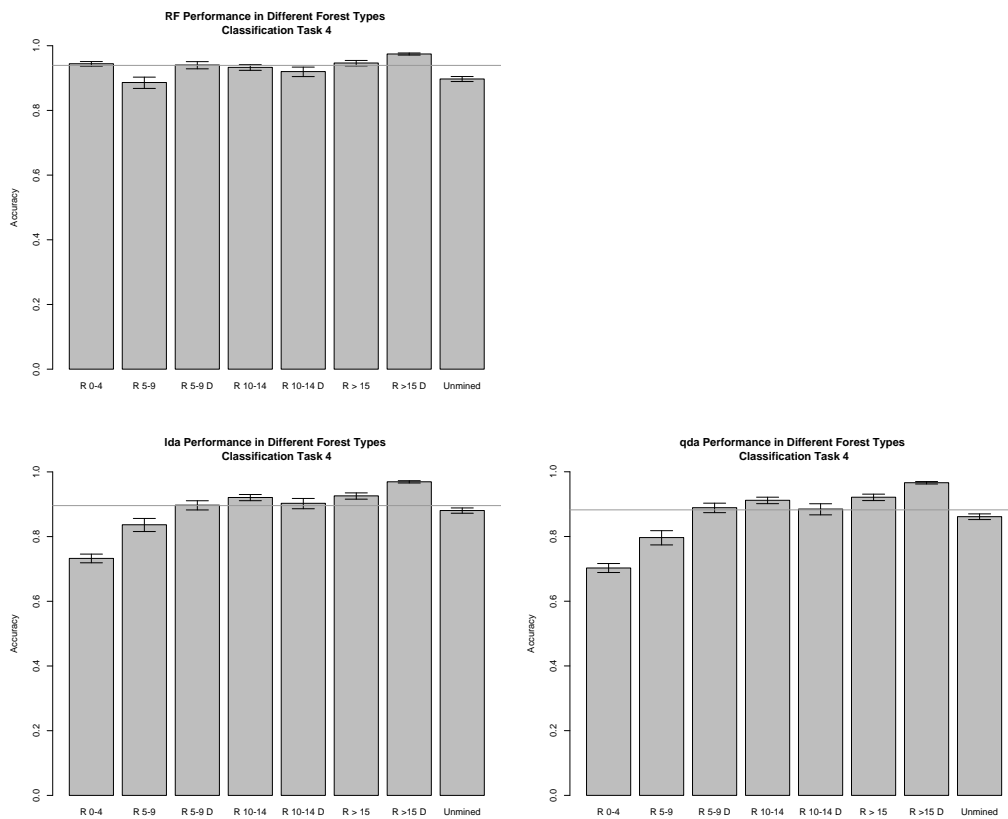 RF Performance in Different Forest Types
Classification Task 4
Accuracy
1.0
0.8
0.6
0.4
0.2
0.0
R 0-4 R 5-9 R 5-9 D R 10-14 R 10-14 D R > 15 R >15 D Unmined
lda Performance in Different Forest Types
Classification Task 4
Accuracy
1.0
0.8
0.6
0.4
0.2
0.0
R 0-4 R 5-9 R 5-9 D R 10-14 R 10-14 D R > 15 R >15 D Unmined
qda Performance in Different Forest Types
Classification Task 4
Accuracy
1.0
0.8
0.6
0.4
0.2
0.0
R 0-4 R 5-9 R 5-9 D R 10-14 R 10-14 D R > 15 R >15 D Unmined